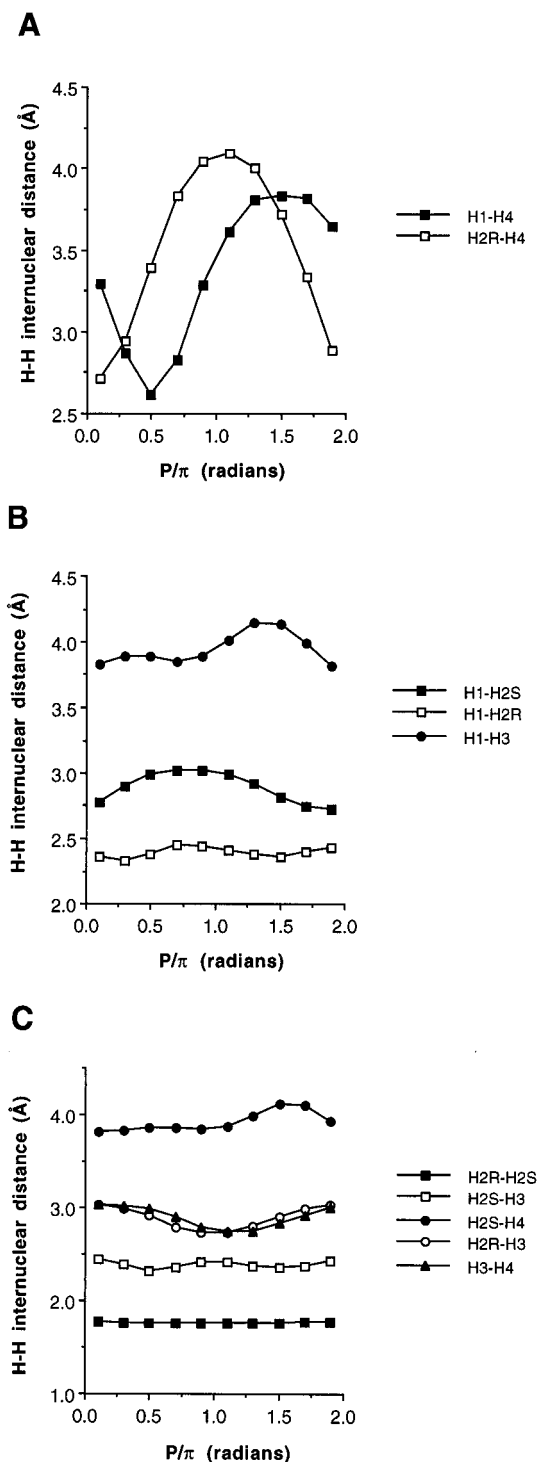 A
H-H internuclear distance (Å)
4.5
4.0
3.5
3.0
2.5
0.0 0.5 1.0 1.5 2.0
P/π (radians)
H1-H4
H2R-H4
B
H-H internuclear distance (Å)
4.5
4.0
3.5
3.0
2.5
2.0
0.0 0.5 1.0 1.5 2.0
P/π (radians)
H1-H2S
H1-H2R
H1-H3
C
H-H internuclear distance (Å)
4.0
3.0
2.0
1.0
0.0 0.5 1.0 1.5 2.0
P/π (radians)
H2R-H2S
H2S-H3
H2S-H4
H2R-H3
H3-H4